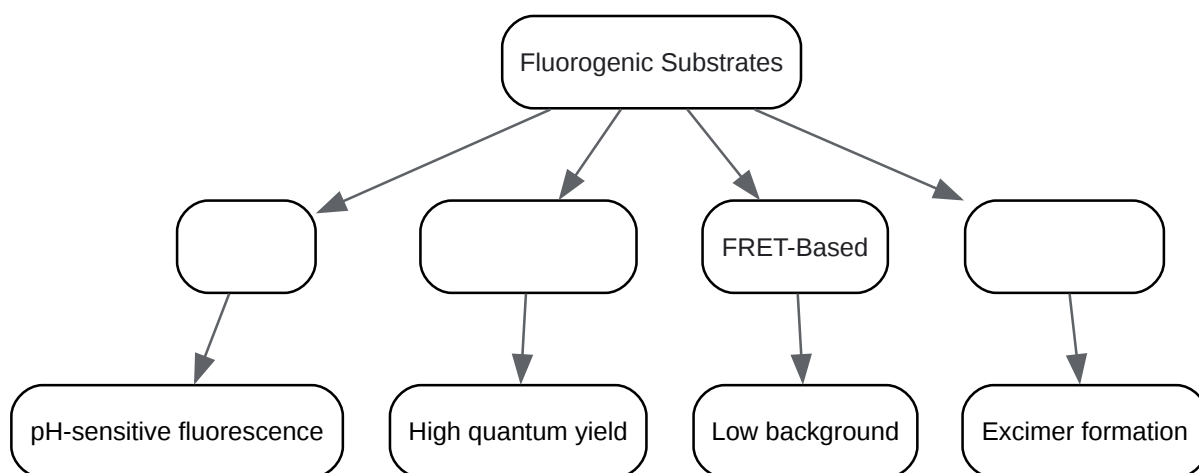 Fluorogenic Substrates
FRET-Based
pH-sensitive fluorescence
High quantum yield
Low background
Excimer formation